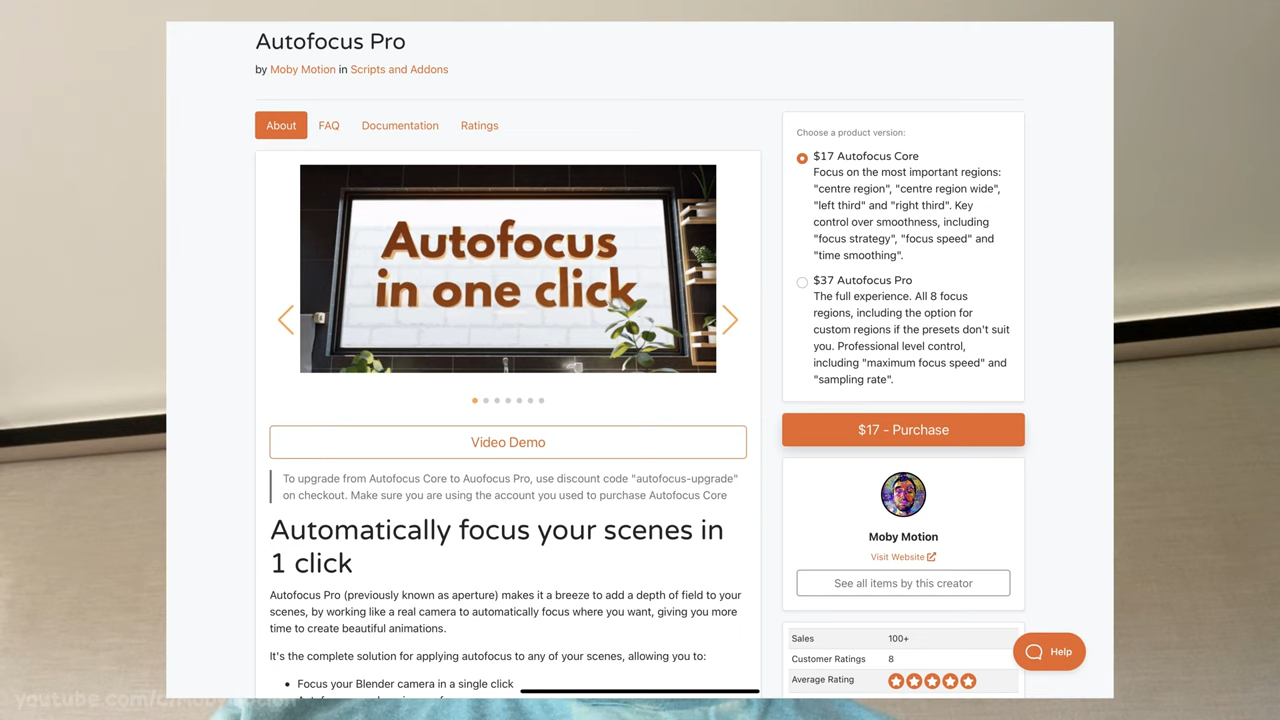 Autofocus Pro
by Moby Motion in Scripts and Addons
About
FAQ
Documentation
Ratings
Autofocus
in one click
Video Demo
To upgrade from Autofocus Core to Auofocus Pro, use discount code "autofocus-upgrade"
on checkout. Make sure you are using the account you used to purchase Autofocus Core
Automatically focus your scenes in
1 click
Autofocus Pro (previously known as aperture) makes it a breeze to add a depth of field to your
scenes, by working like a real camera to automatically focus where you want, giving you more
time to create beautiful animations.
It's the complete solution for applying autofocus to any of your scenes, allowing you to:
• Focus your Blender camera in a single click
Choose a product version:
$17 Autofocus Core
Focus on the most important regions:
"centre region", "centre region wide",
"left third" and "right third". Key
control over smoothness, including
"focus strategy", "focus speed" and
"time smoothing".
$37 Autofocus Pro
The full experience. All 8 focus
regions, including the option for
custom regions if the presets don't suit
you. Professional level control,
including "maximum focus speed" and
"sampling rate".
$17 - Purchase
Moby Motion
Visit Website
See all items by this creator
Sales 100+
Customer Ratings 8
Average Rating
Help
youtube.com/c/MobyMotion